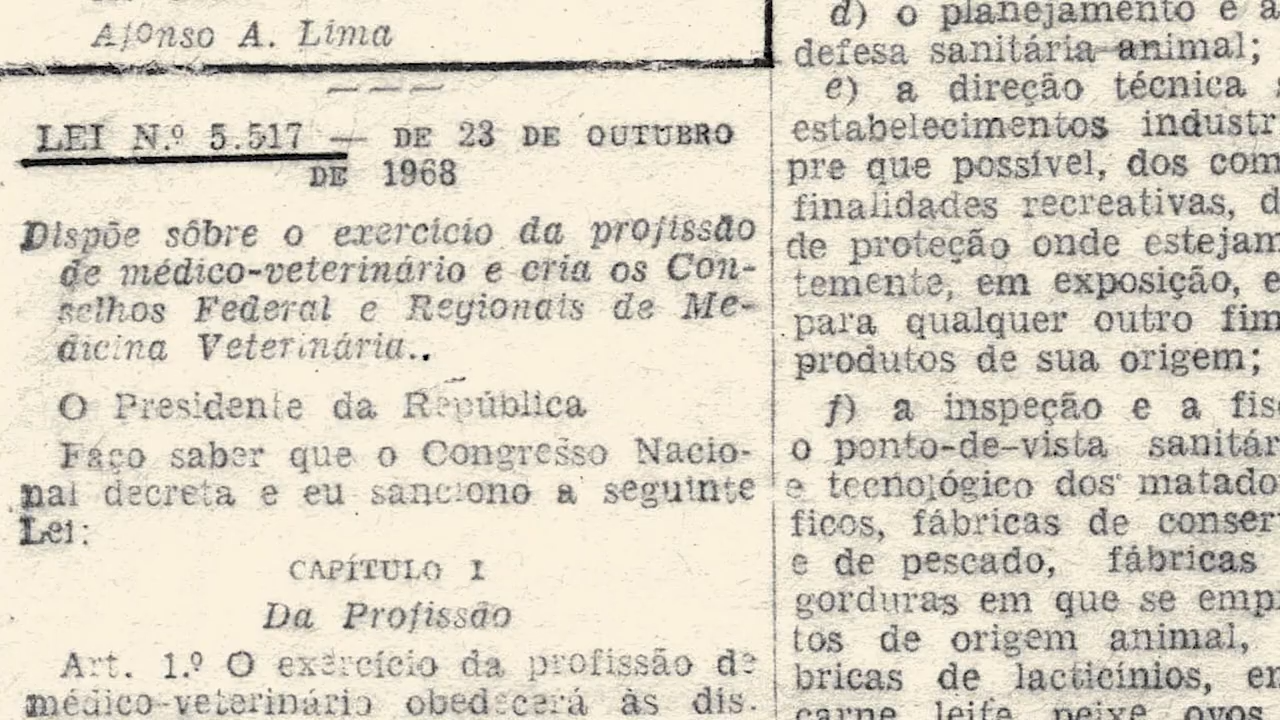 Afonso A. Lima
LEI N.º 5.517 — DE 23 DE OUTUBRO
DE 1968
Dispõe sôbre o exercício da profissão
de médico-veterinário e cria os Con-
selhos Federal e Regionais de Me-
dicina Veterinária..
O Presidente da República
Faço saber que o Congresso Nacio-
nal decreta e eu sanciono a seguinte
Lei:
CAPÍTULO I
Da Profissão
Art. 1.º O exercício da profissão de
médico-veterinário obedecerá às dis.
d) o planejamento e a
defesa sanitária animal;
e) a direção técnica
estabelecimentos industr
pre que possível, dos com
finalidades recreativas, d
de proteção onde estejam
temente, em exposição, e
para qualquer outro fim
produtos de sua origem;
f) a inspeção e a fis
o ponto-de-vista sanitár
e tecnológico dos matado
ficos, fábricas de conser
e de pescado, fábricas
gorduras em que se emp
tos de origem animal,
bricas de lacticínios, en
carne leite peixe ovos